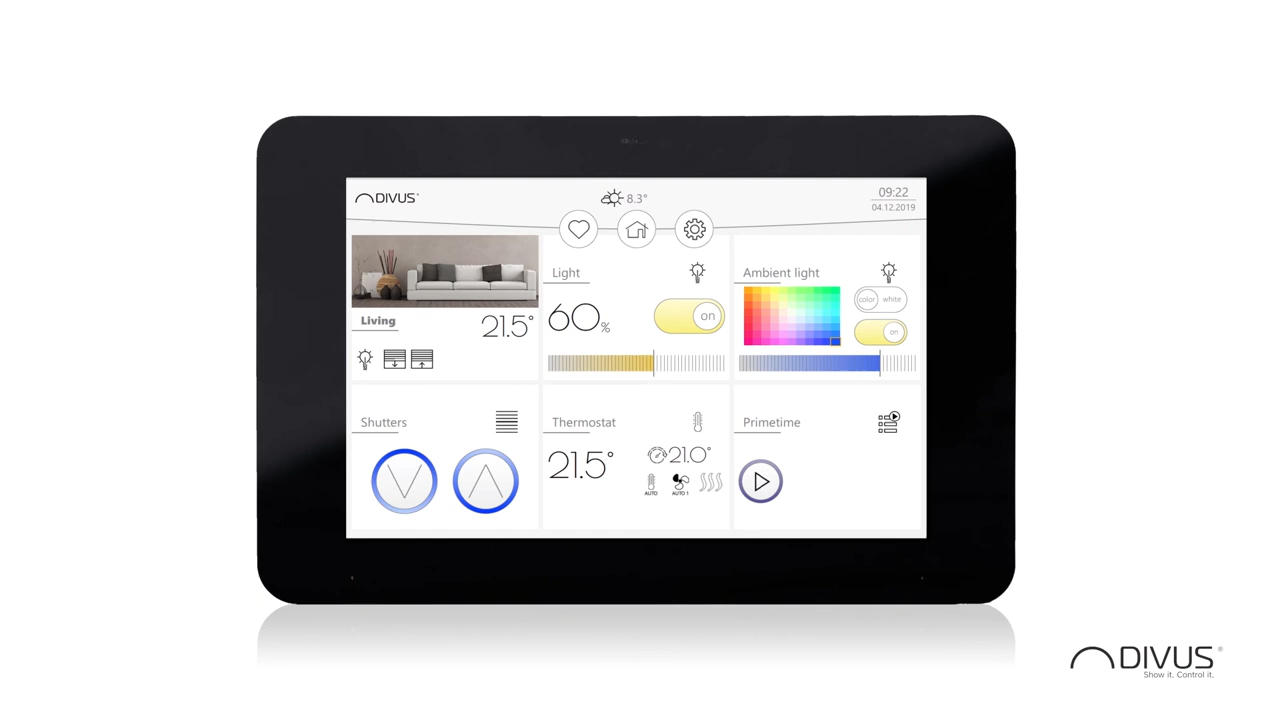 DIVUS®
8.3°
09:22
04.12.2019
Living
21.5°
Light
60%
on
Ambient light
color white
on
Shutters
Thermostat
21.5°
21.0°
AUTO
AUTO 1
Primetime
DIVUS®
Show it. Control it.